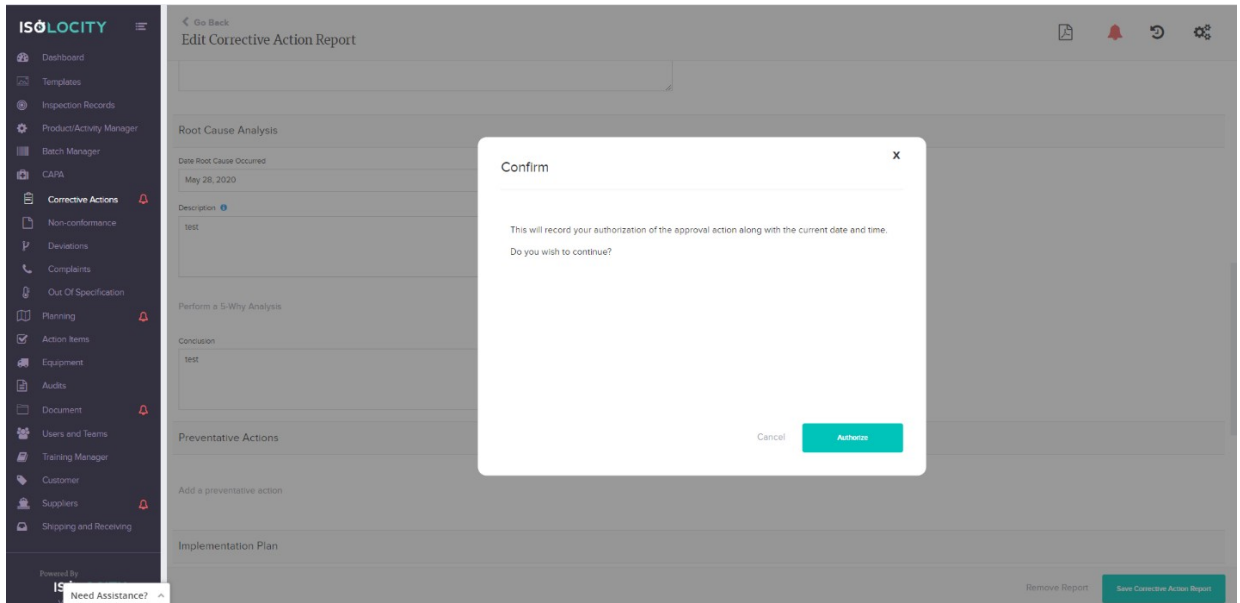 ISOLOCITY
Dashboard
Templates
Inspection Records
Product/Activity Manager
Batch Manager
CAPA
Corrective Actions
Non-conformance
Deviations
Complaints
Out Of Specification
Planning
Action Items
Equipment
Audits
Document
Users and Teams
Training Manager
Customer
Suppliers
Shipping and Receiving
Powered By
Need Assistance?
Go Back
Edit Corrective Action Report
Root Cause Analysis
Date Root Cause Occurred
May 28, 2020
Description
test
Perform a 5-Why Analysis
Conclusion
test
Preventative Actions
Add a preventative action
Implementation Plan
Confirm
X
This will record your authorization of the approval action along with the current date and time.
Do you wish to continue?
Cancel
Authorize
Remove Report
Save Corrective Action Report